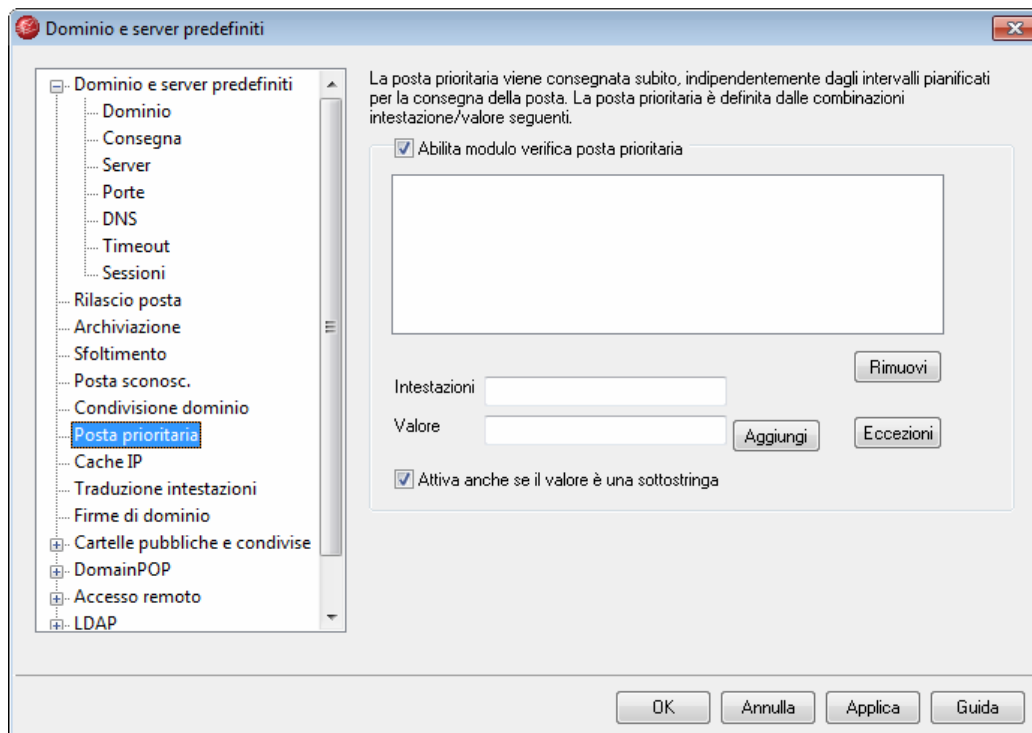 Dominio e server predefiniti
Dominio e server predefiniti
Dominio
Consegna
Server
Porte
DNS
Timeout
Sessioni
Rilascio posta
Archiviazione
Sfoltimento
Posta sconosc.
Condivisione dominio
Posta prioritaria
Cache IP
Traduzione intestazioni
Firme di dominio
Cartelle pubbliche e condivise
DomainPOP
Accesso remoto
LDAP
La posta prioritaria viene consegnata subito, indipendentemente dagli intervalli pianificati
per la consegna della posta. La posta prioritaria è definita dalle combinazioni
intestazione/valore seguenti.
Abilita modulo verifica posta prioritaria
Rimuovi
Intestazioni
Valore
Aggiungi
Eccezioni
Attiva anche se il valore è una sottostringa
OK
Annulla
Applica
Guida